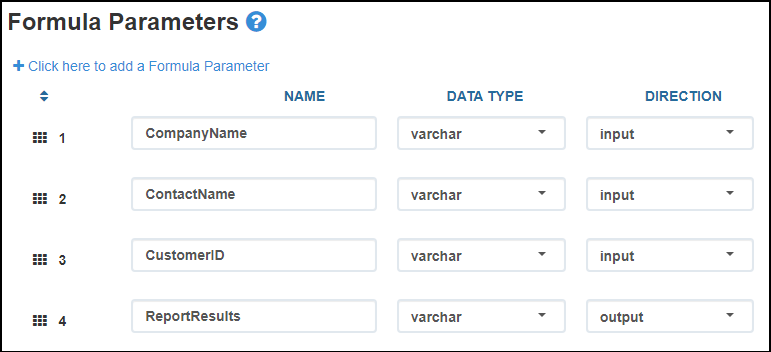 Formula Parameters ?
+ Click here to add a Formula Parameter
NAME DATA TYPE DIRECTION
1 CompanyName varchar input
2 ContactName varchar input
3 CustomerID varchar input
4 ReportResults varchar output